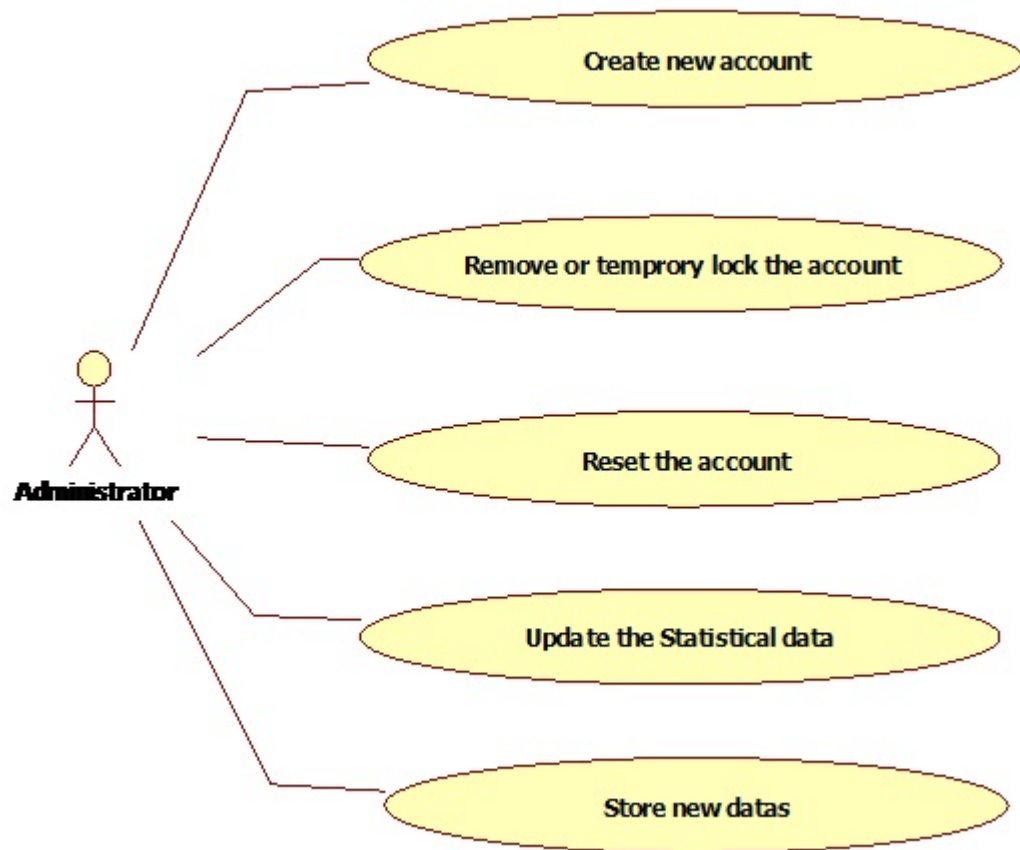 Create new account
Remove or temprory lock the account
Reset the account
Administrator
Update the Statistical data
Store new datas